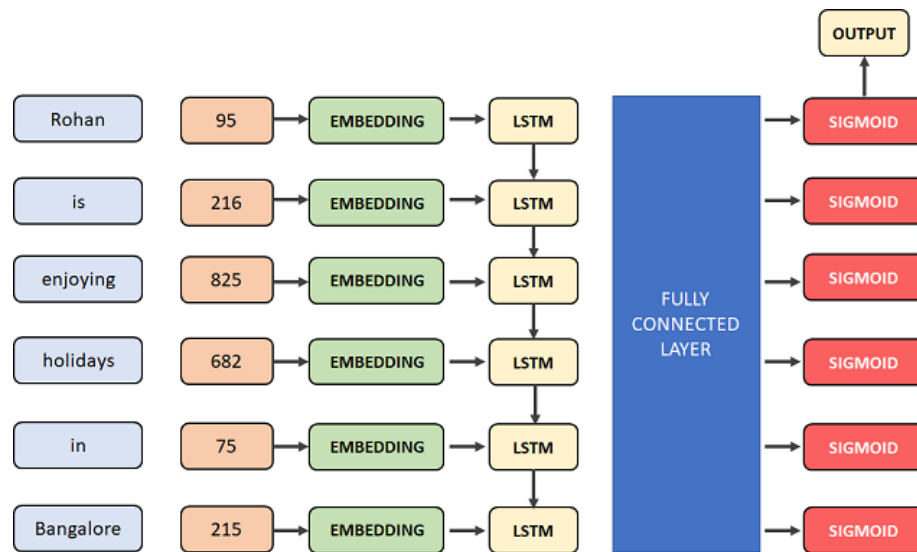 OUTPUT
Rohan 95 EMBEDDING LSTM SIGMOID
is 216 EMBEDDING LSTM SIGMOID
enjoying 825 EMBEDDING LSTM SIGMOID
FULLY
CONNECTED
LAYER
holidays 682 EMBEDDING LSTM SIGMOID
in 75 EMBEDDING LSTM SIGMOID
Bangalore 215 EMBEDDING LSTM SIGMOID